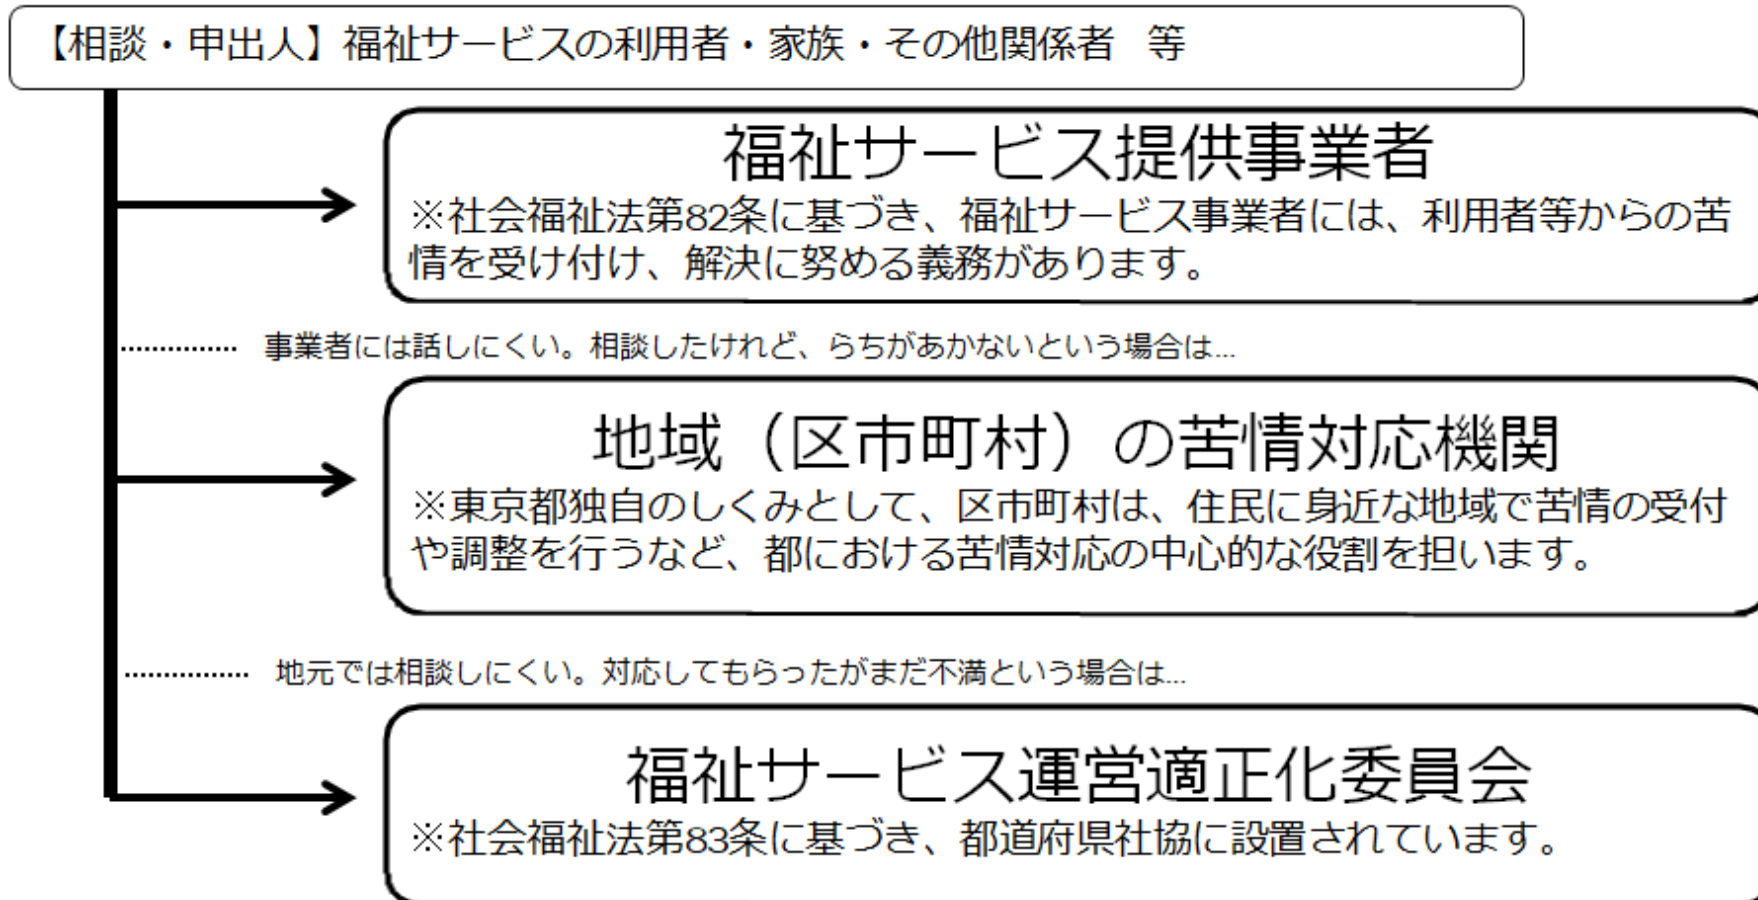 【相談・申出人】福祉サービスの利用者・家族・その他関係者　等
福祉サービス提供事業者
※社会福祉法第82条に基づき、福祉サービス事業者には、利用者等からの苦
情を受け付け、解決に努める義務があります。
事業者には話しにくい。相談したけれど、らちがあかないという場合は...
地域（区市町村）の苦情対応機関
※東京都独自のしくみとして、区市町村は、住民に身近な地域で苦情の受付
や調整を行うなど、都における苦情対応の中心的な役割を担います。
地元では相談しにくい。対応してもらったがまだ不満という場合は...
福祉サービス運営適正化委員会
※社会福祉法第83条に基づき、都道府県社協に設置されています。